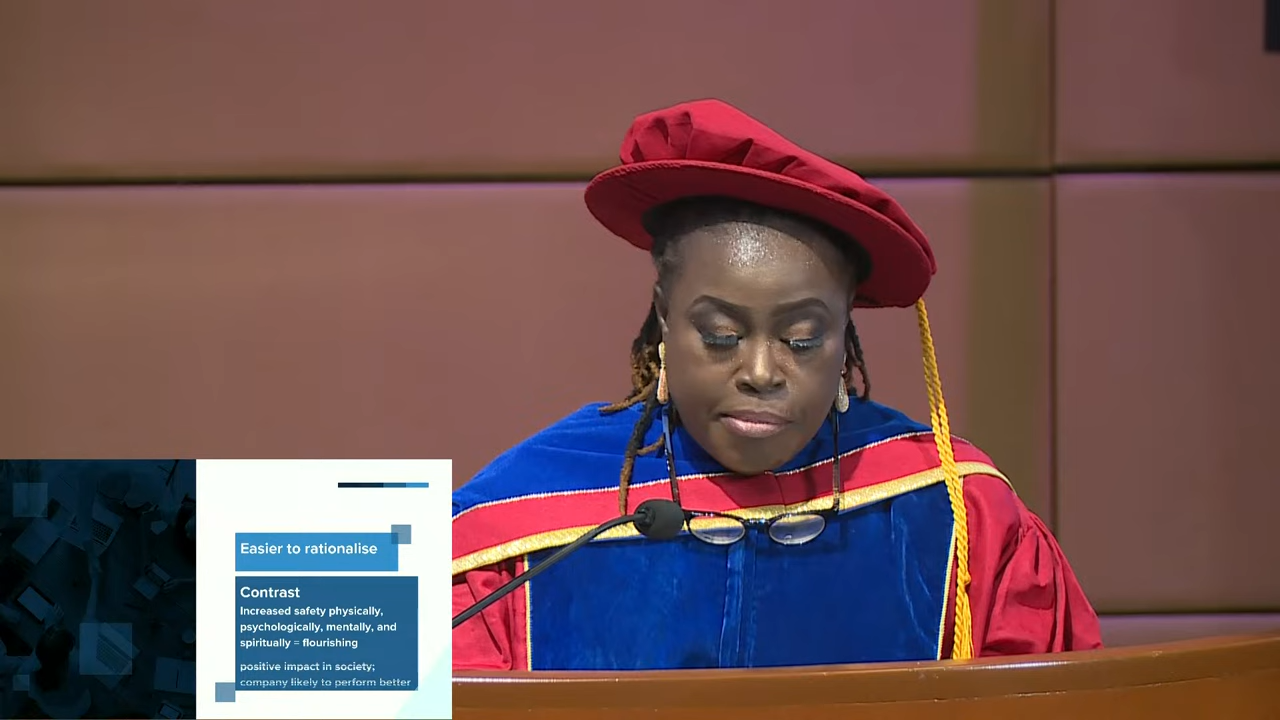 Easier to rationalise
Contrast
Increased safety physically,
psychologically, mentally, and
spiritually = flourishing
positive impact in society;
company likely to perform better